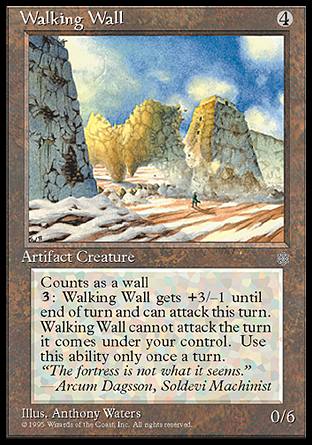 Walking Wall 4
Artifact Creature
Counts as a wall
3: Walking Wall gets +3/–1 until
end of turn and can attack this turn.
Walking Wall cannot attack the turn
it comes under your control. Use
this ability only once a turn.
"The fortress is not what it seems."
—Arcum Dagsson, Soldevi Machinist
Illus. Anthony Waters
©1995 Wizards of the Coast, Inc. All rights reserved.
0/6